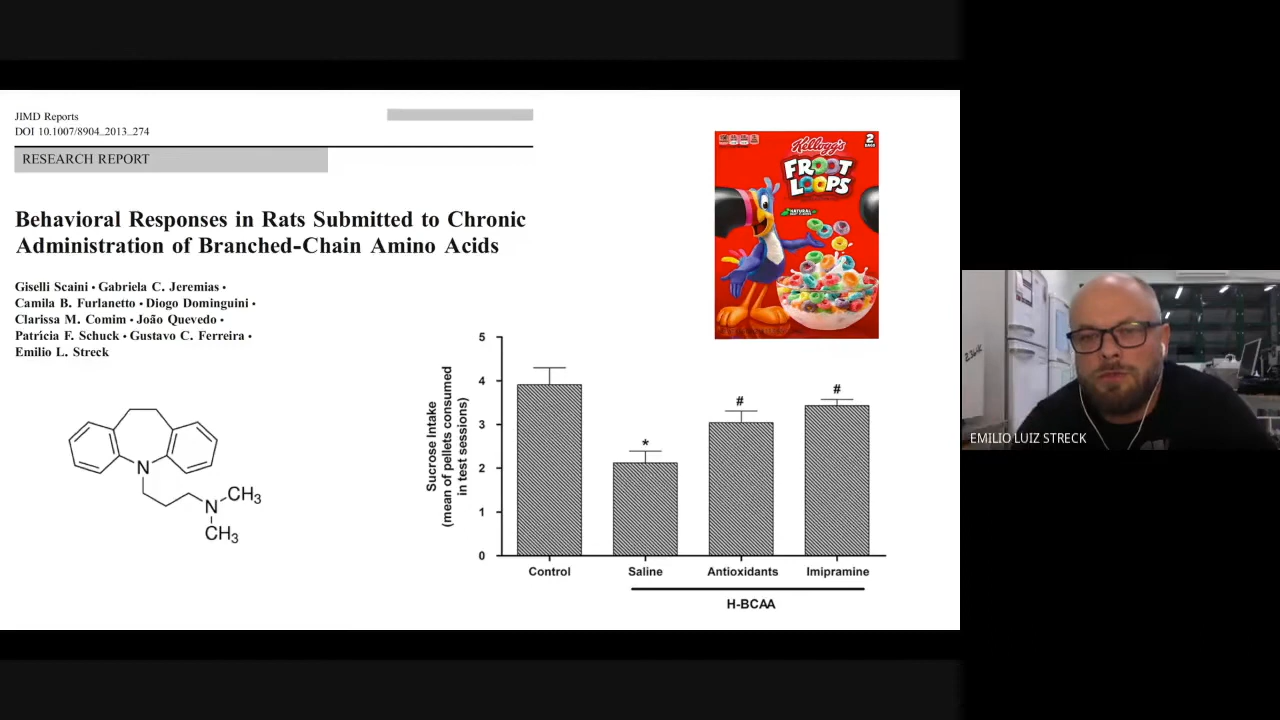 JIMD Reports
DOI 10.1007/8904_2013_274
RESEARCH REPORT
Behavioral Responses in Rats Submitted to Chronic
Administration of Branched-Chain Amino Acids
Giselli Scaini • Gabriela C. Jeremias •
Camila B. Furlanetto • Diogo Dominguini •
Clarissa M. Comim • João Quevedo •
Patrícia F. Schuck • Gustavo C. Ferreira •
Emilio L. Streck
N
N
CH3
CH3
Kellogg's
2
FROOT
LOOPS
NATURAL
Sucrose Intake
(mean of pellets consumed
in test sessions)
5
4
3
2
1
0
*
#
#
Control
Saline
Antioxidants
Imipramine
H-BCAA
EMILIO LUIZ STRECK